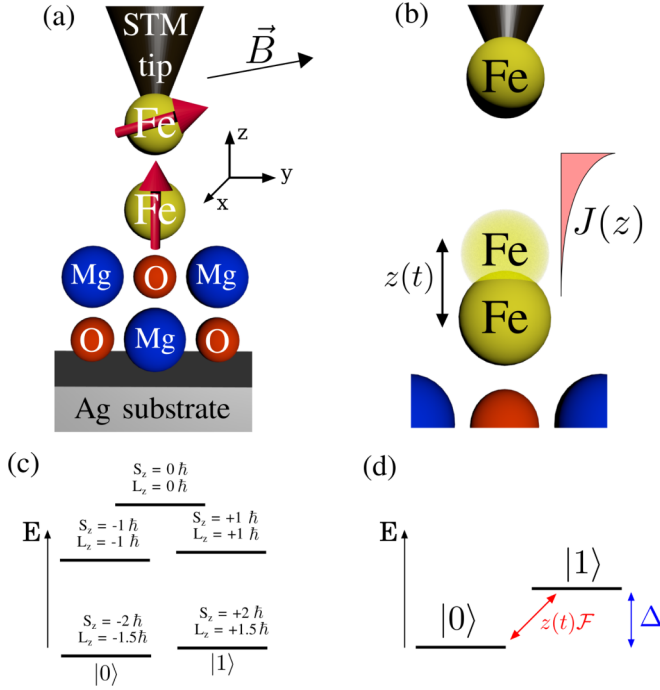 (a)
STM
tip
B
Fe
z
y
x
Fe
Mg
O
Mg
O
Mg
O
Ag substrate
(b)
Fe
J(z)
z(t)
Fe
Fe
(c)
E
S_z = 0 ħ
L_z = 0 ħ
S_z = -1 ħ
L_z = -1 ħ
S_z = +1 ħ
L_z = +1 ħ
S_z = -2 ħ
L_z = -1.5ħ
S_z = +2 ħ
L_z = +1.5ħ
|0⟩
|1⟩
(d)
E
|1⟩
|0⟩
z(t)ℱ
Δ